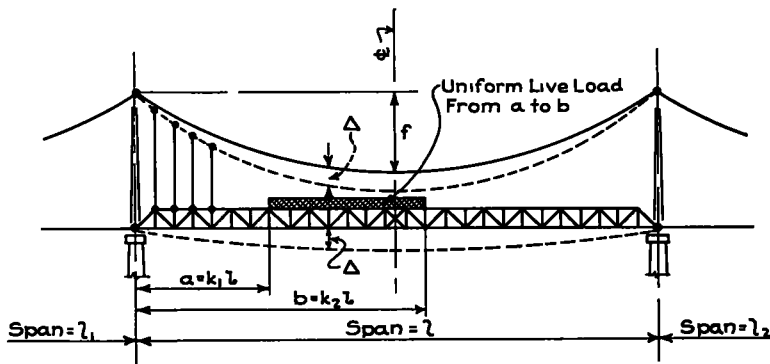 ℄
Uniform Live Load
From a to b
Δ
f
Δ
a=k₁l
b=k₂l
Span=l₁
Span=l
Span=l₂